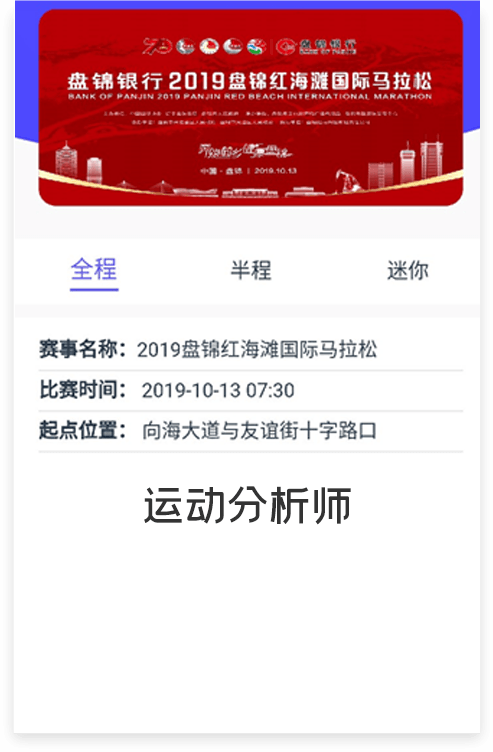 盘锦银行
盘锦银行2019盘锦红海滩国际马拉松
BANK OF PANJIN 2019 PANJIN RED BEACH INTERNATIONAL MARATHON
中国·盘锦 | 2019.10.13
全程
半程
迷你
赛事名称：2019盘锦红海滩国际马拉松
比赛时间： 2019-10-13 07:30
起点位置： 向海大道与友谊街十字路口
运动分析师